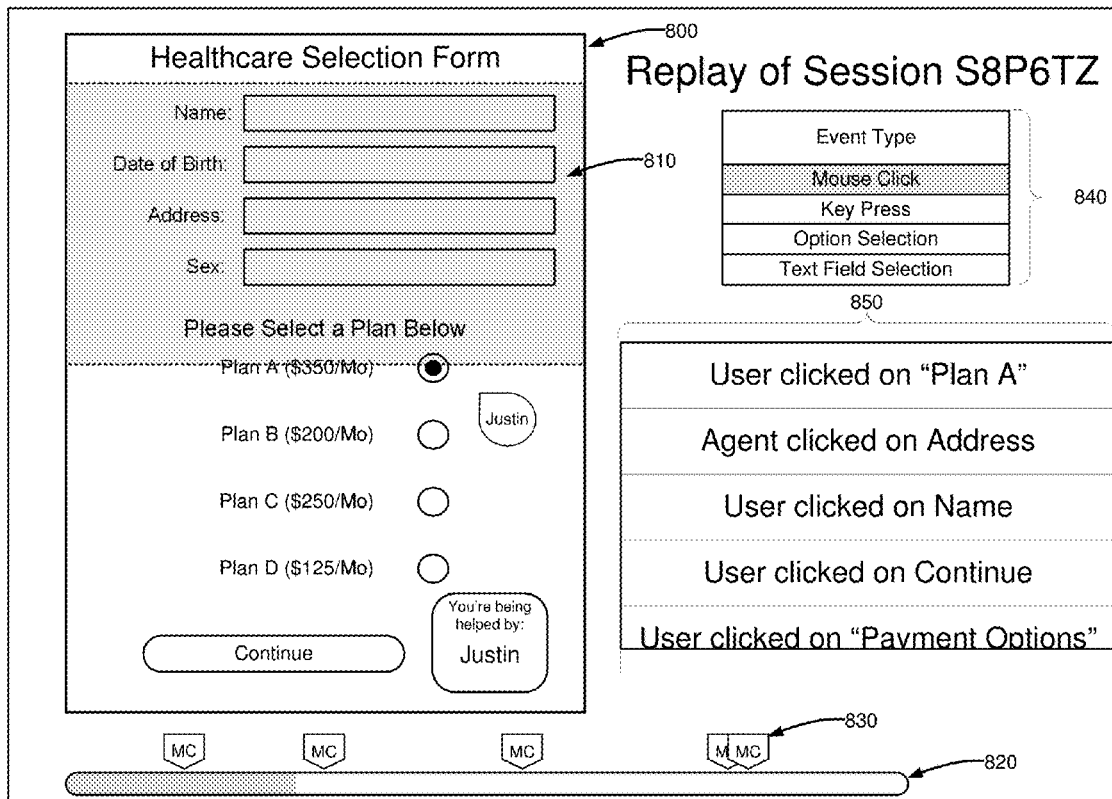 Healthcare Selection Form
800
Name:
Date of Birth:
810
Address:
Sex:
Please Select a Plan Below
Plan A ($350/Mo)
Plan B ($200/Mo)
Justin
Plan C ($250/Mo)
Plan D ($125/Mo)
You're being
helped by:
Justin
Continue
Replay of Session S8P6TZ
Event Type
Mouse Click
Key Press
Option Selection
Text Field Selection
840
850
User clicked on “Plan A”
Agent clicked on Address
User clicked on Name
User clicked on Continue
User clicked on “Payment Options”
MC
MC
MC
M
MC
830
820